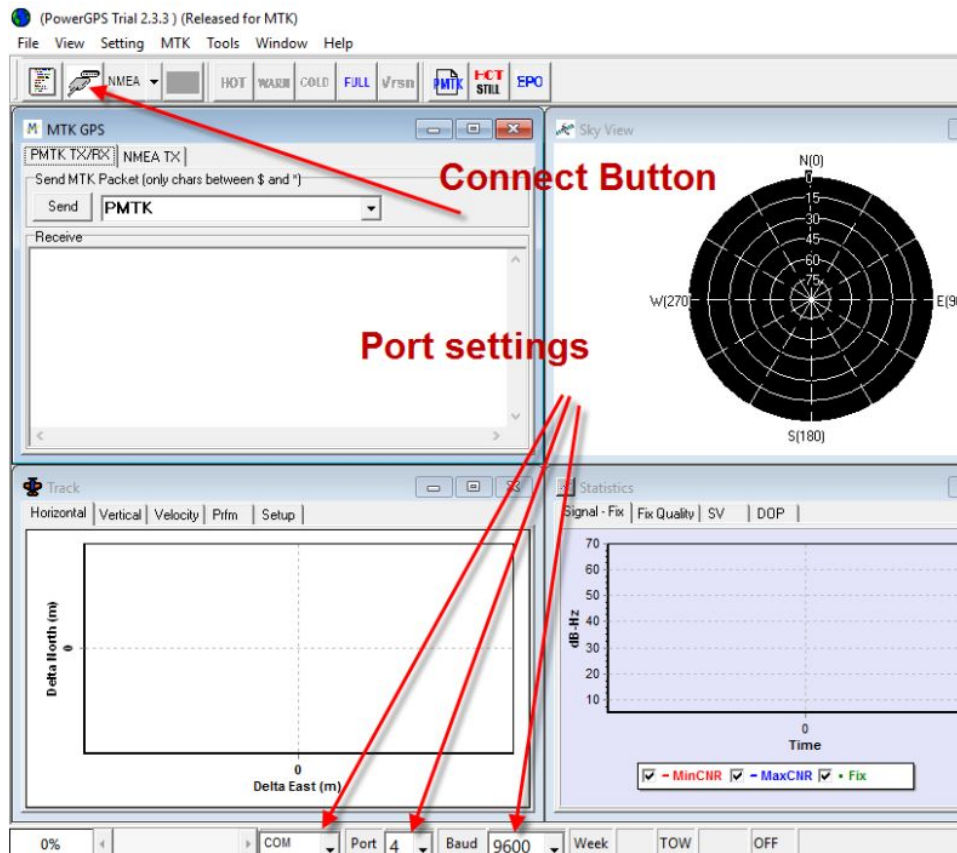 (PowerGPS Trial 2.3.3 ) (Released for MTK)
File View Setting MTK Tools Window Help
NMEA HOT WARM COLD FULL Vrsn PMTK HCT STILL EPO
MTK GPS
PMTK TX/RX NMEA TX
Send MTK Packet (only chars between $ and *)
Send PMTK
Receive
Connect Button
Port settings
Sky View
N(0)
0
15
30
45
60
75
W(270
E(90
S(180)
Track
Horizontal Vertical Velocity Prfm Setup
Delta North (m)
0
0
Delta East (m)
Statistics
Signal - Fix Fix Quality SV DOP
70
60
50
40
30
20
10
dB-Hz
0
Time
MinCNR MaxCNR Fix
0% COM Port 4 Baud 9600 Week TOW OFF